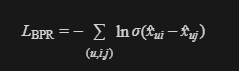 L_BPR = − ∑ ln σ(x̂_ui − x̂_uj)
(u,i,j)